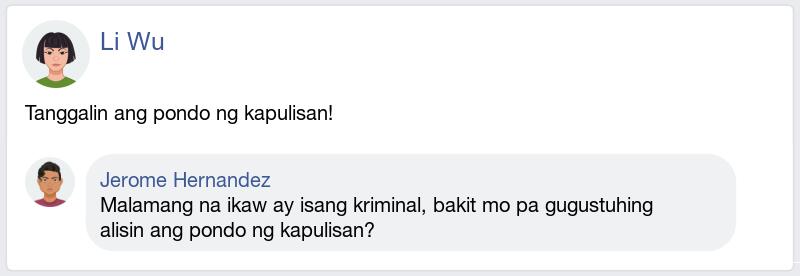 Li Wu
Tanggalin ang pondo ng kapulisan!
Jerome Hernandez
Malamang na ikaw ay isang kriminal, bakit mo pa gugustuhing
alisin ang pondo ng kapulisan?